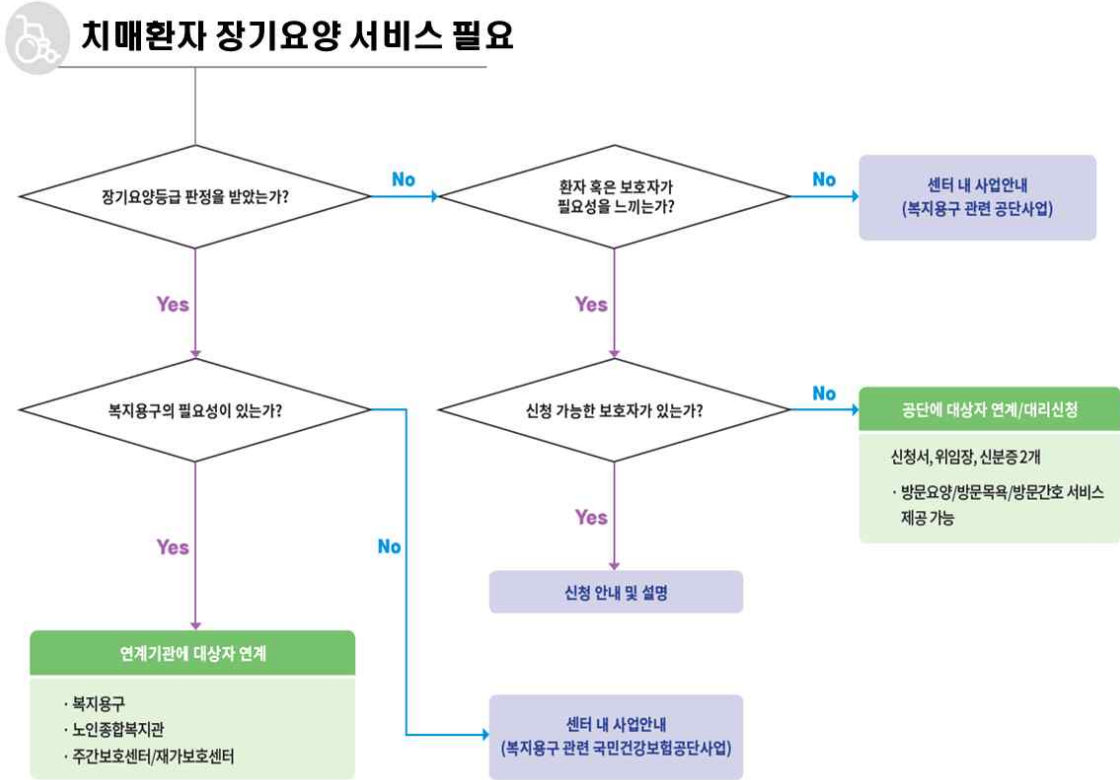 치매환자 장기요양 서비스 필요
장기요양등급 판정을 받았는가?
No
환자 혹은 보호자가
필요성을 느끼는가?
No
센터 내 사업안내
(복지용구 관련 공단사업)
Yes
Yes
복지용구의 필요성이 있는가?
신청 가능한 보호자가 있는가?
No
공단에 대상자 연계/대리신청
신청서, 위임장, 신분증 2개
· 방문요양/방문목욕/방문간호 서비스
제공 가능
Yes
No
Yes
신청 안내 및 설명
연계기관에 대상자 연계
· 복지용구
· 노인종합복지관
· 주간보호센터/재가보호센터
센터 내 사업안내
(복지용구 관련 국민건강보험공단사업)